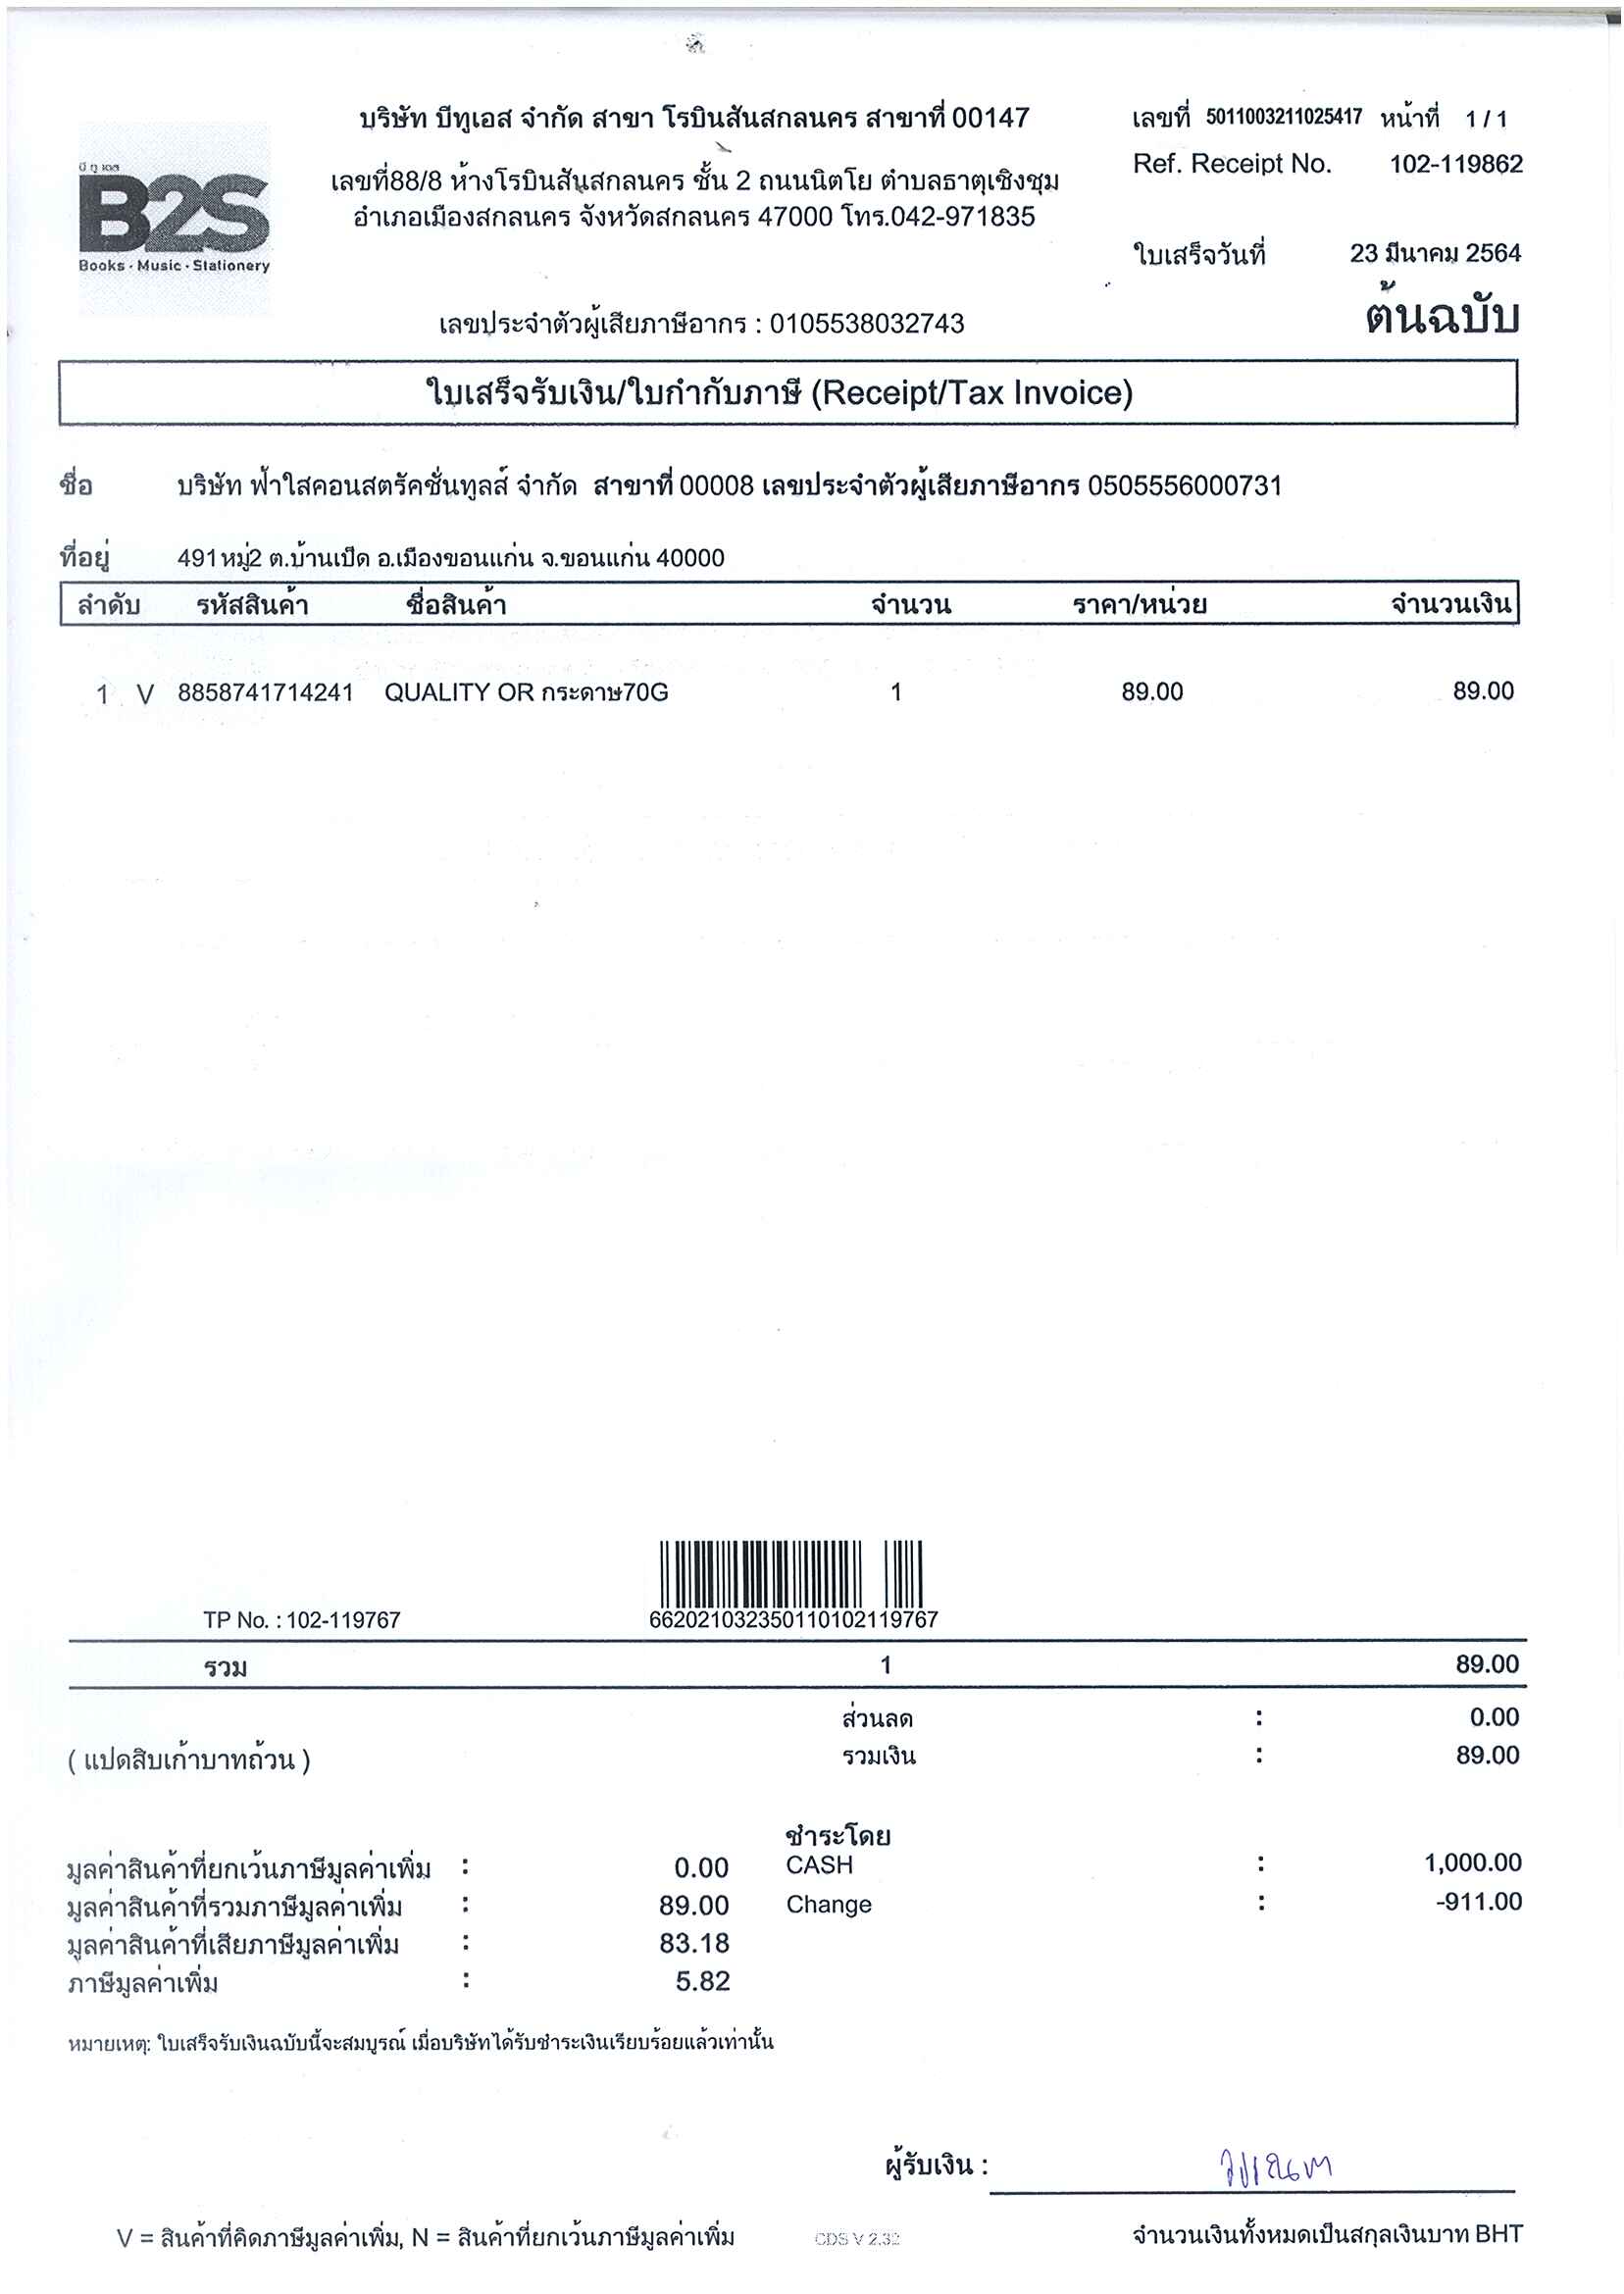 บริษัท บีทูเอส จำกัด สาขา โรบินสันสกลนคร สาขาที่ 00147
เลขที่ 5011003211025417 หน้าที่ 1 / 1
บี ทู เอส
B2S
Books · Music · Stationery
เลขที่88/8 ห้างโรบินสันสกลนคร ชั้น 2 ถนนนิตโย ตำบลธาตุเชิงชุม
อำเภอเมืองสกลนคร จังหวัดสกลนคร 47000 โทร.042-971835
Ref. Receipt No. 102-119862
ใบเสร็จวันที่ 23 มีนาคม 2564
ต้นฉบับ
เลขประจำตัวผู้เสียภาษีอากร : 0105538032743
ใบเสร็จรับเงิน/ใบกำกับภาษี (Receipt/Tax Invoice)
ชื่อ บริษัท ฟ้าใสคอนสตรัคชั่นทูลส์ จำกัด สาขาที่ 00008 เลขประจำตัวผู้เสียภาษีอากร 0505556000731
ที่อยู่ 491หมู่2 ต.บ้านเป็ด อ.เมืองขอนแก่น จ.ขอนแก่น 40000
ลำดับ รหัสสินค้า ชื่อสินค้า จำนวน ราคา/หน่วย จำนวนเงิน
1 V 8858741714241 QUALITY OR กระดาษ70G 1 89.00 89.00
TP No. : 102-119767
66202103235011010211​9767
รวม 1 89.00
ส่วนลด : 0.00
( แปดสิบเก้าบาทถ้วน ) รวมเงิน : 89.00
ชำระโดย
มูลค่าสินค้าที่ยกเว้นภาษีมูลค่าเพิ่ม : 0.00 CASH : 1,000.00
มูลค่าสินค้าที่รวมภาษีมูลค่าเพิ่ม : 89.00 Change : -911.00
มูลค่าสินค้าที่เสียภาษีมูลค่าเพิ่ม : 83.18
ภาษีมูลค่าเพิ่ม : 5.82
หมายเหตุ: ใบเสร็จรับเงินฉบับนี้จะสมบูรณ์ เมื่อบริษัทได้รับชำระเงินเรียบร้อยแล้วเท่านั้น
ผู้รับเงิน :
V = สินค้าที่คิดภาษีมูลค่าเพิ่ม, N = สินค้าที่ยกเว้นภาษีมูลค่าเพิ่ม CDS V 2.32 จำนวนเงินทั้งหมดเป็นสกุลเงินบาท BHT